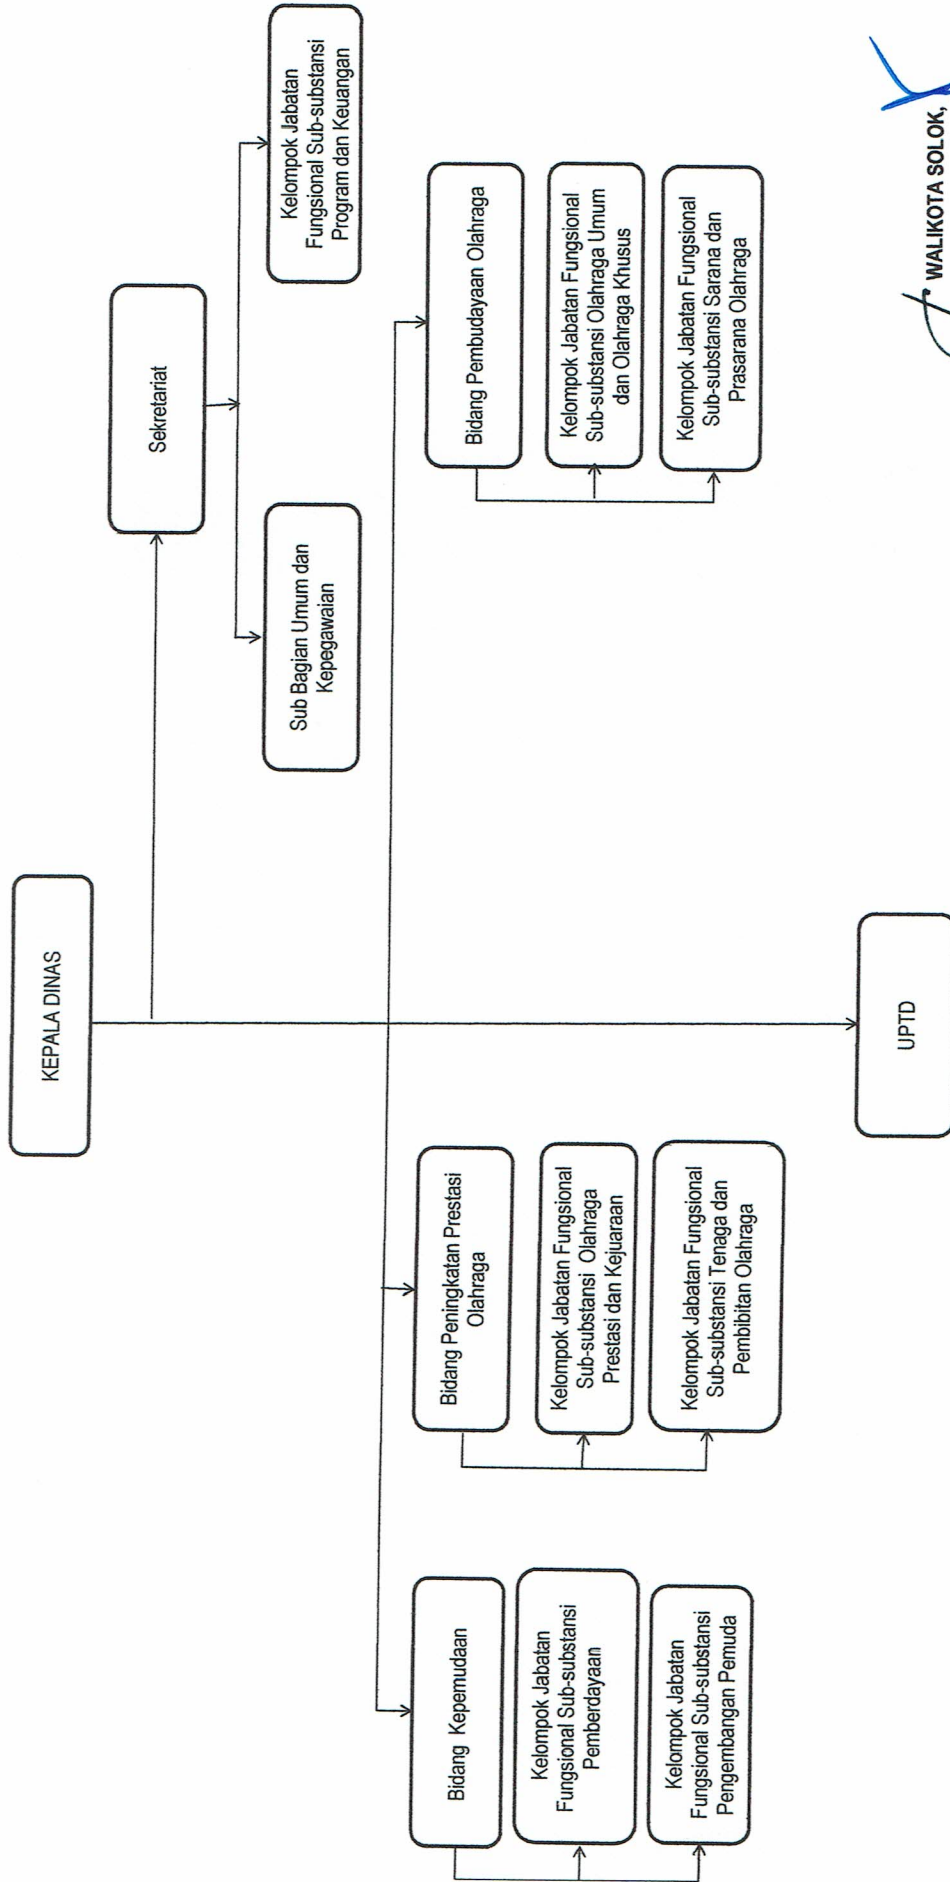 KEPALA DINAS
Sekretariat
Sub Bagian Umum dan
Kepegawaian
Kelompok Jabatan
Fungsional Sub-substansi
Program dan Keuangan
Bidang Kepemudaan
Kelompok Jabatan
Fungsional Sub-substansi
Pemberdayaan
Kelompok Jabatan
Fungsional Sub-substansi
Pengembangan Pemuda
Bidang Peningkatan Prestasi
Olahraga
Kelompok Jabatan Fungsional
Sub-substansi Olahraga
Prestasi dan Kejuaraan
Kelompok Jabatan Fungsional
Sub-substansi Tenaga dan
Pembibitan Olahraga
Bidang Pembudayaan Olahraga
Kelompok Jabatan Fungsional
Sub-substansi Olahraga Umum
dan Olahraga Khusus
Kelompok Jabatan Fungsional
Sub-substansi Sarana dan
Prasarana Olahraga
UPTD
WALIKOTA SOLOK,